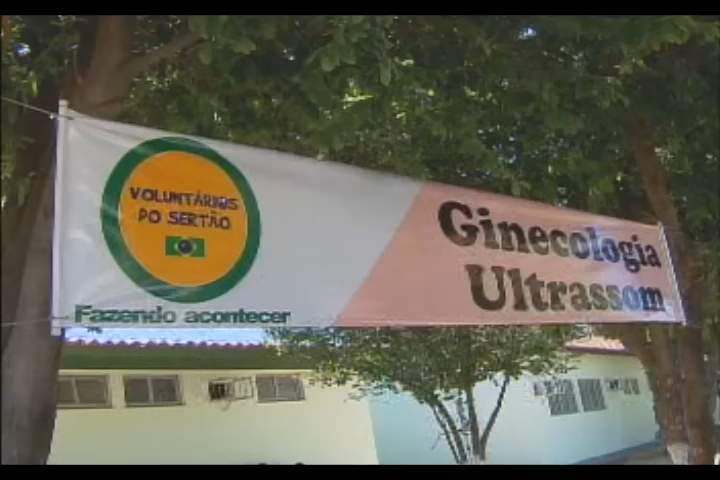 VOLUNTÁRIOS
DO SERTÃO
Fazendo acontecer
Ginecologia
Ultrassom